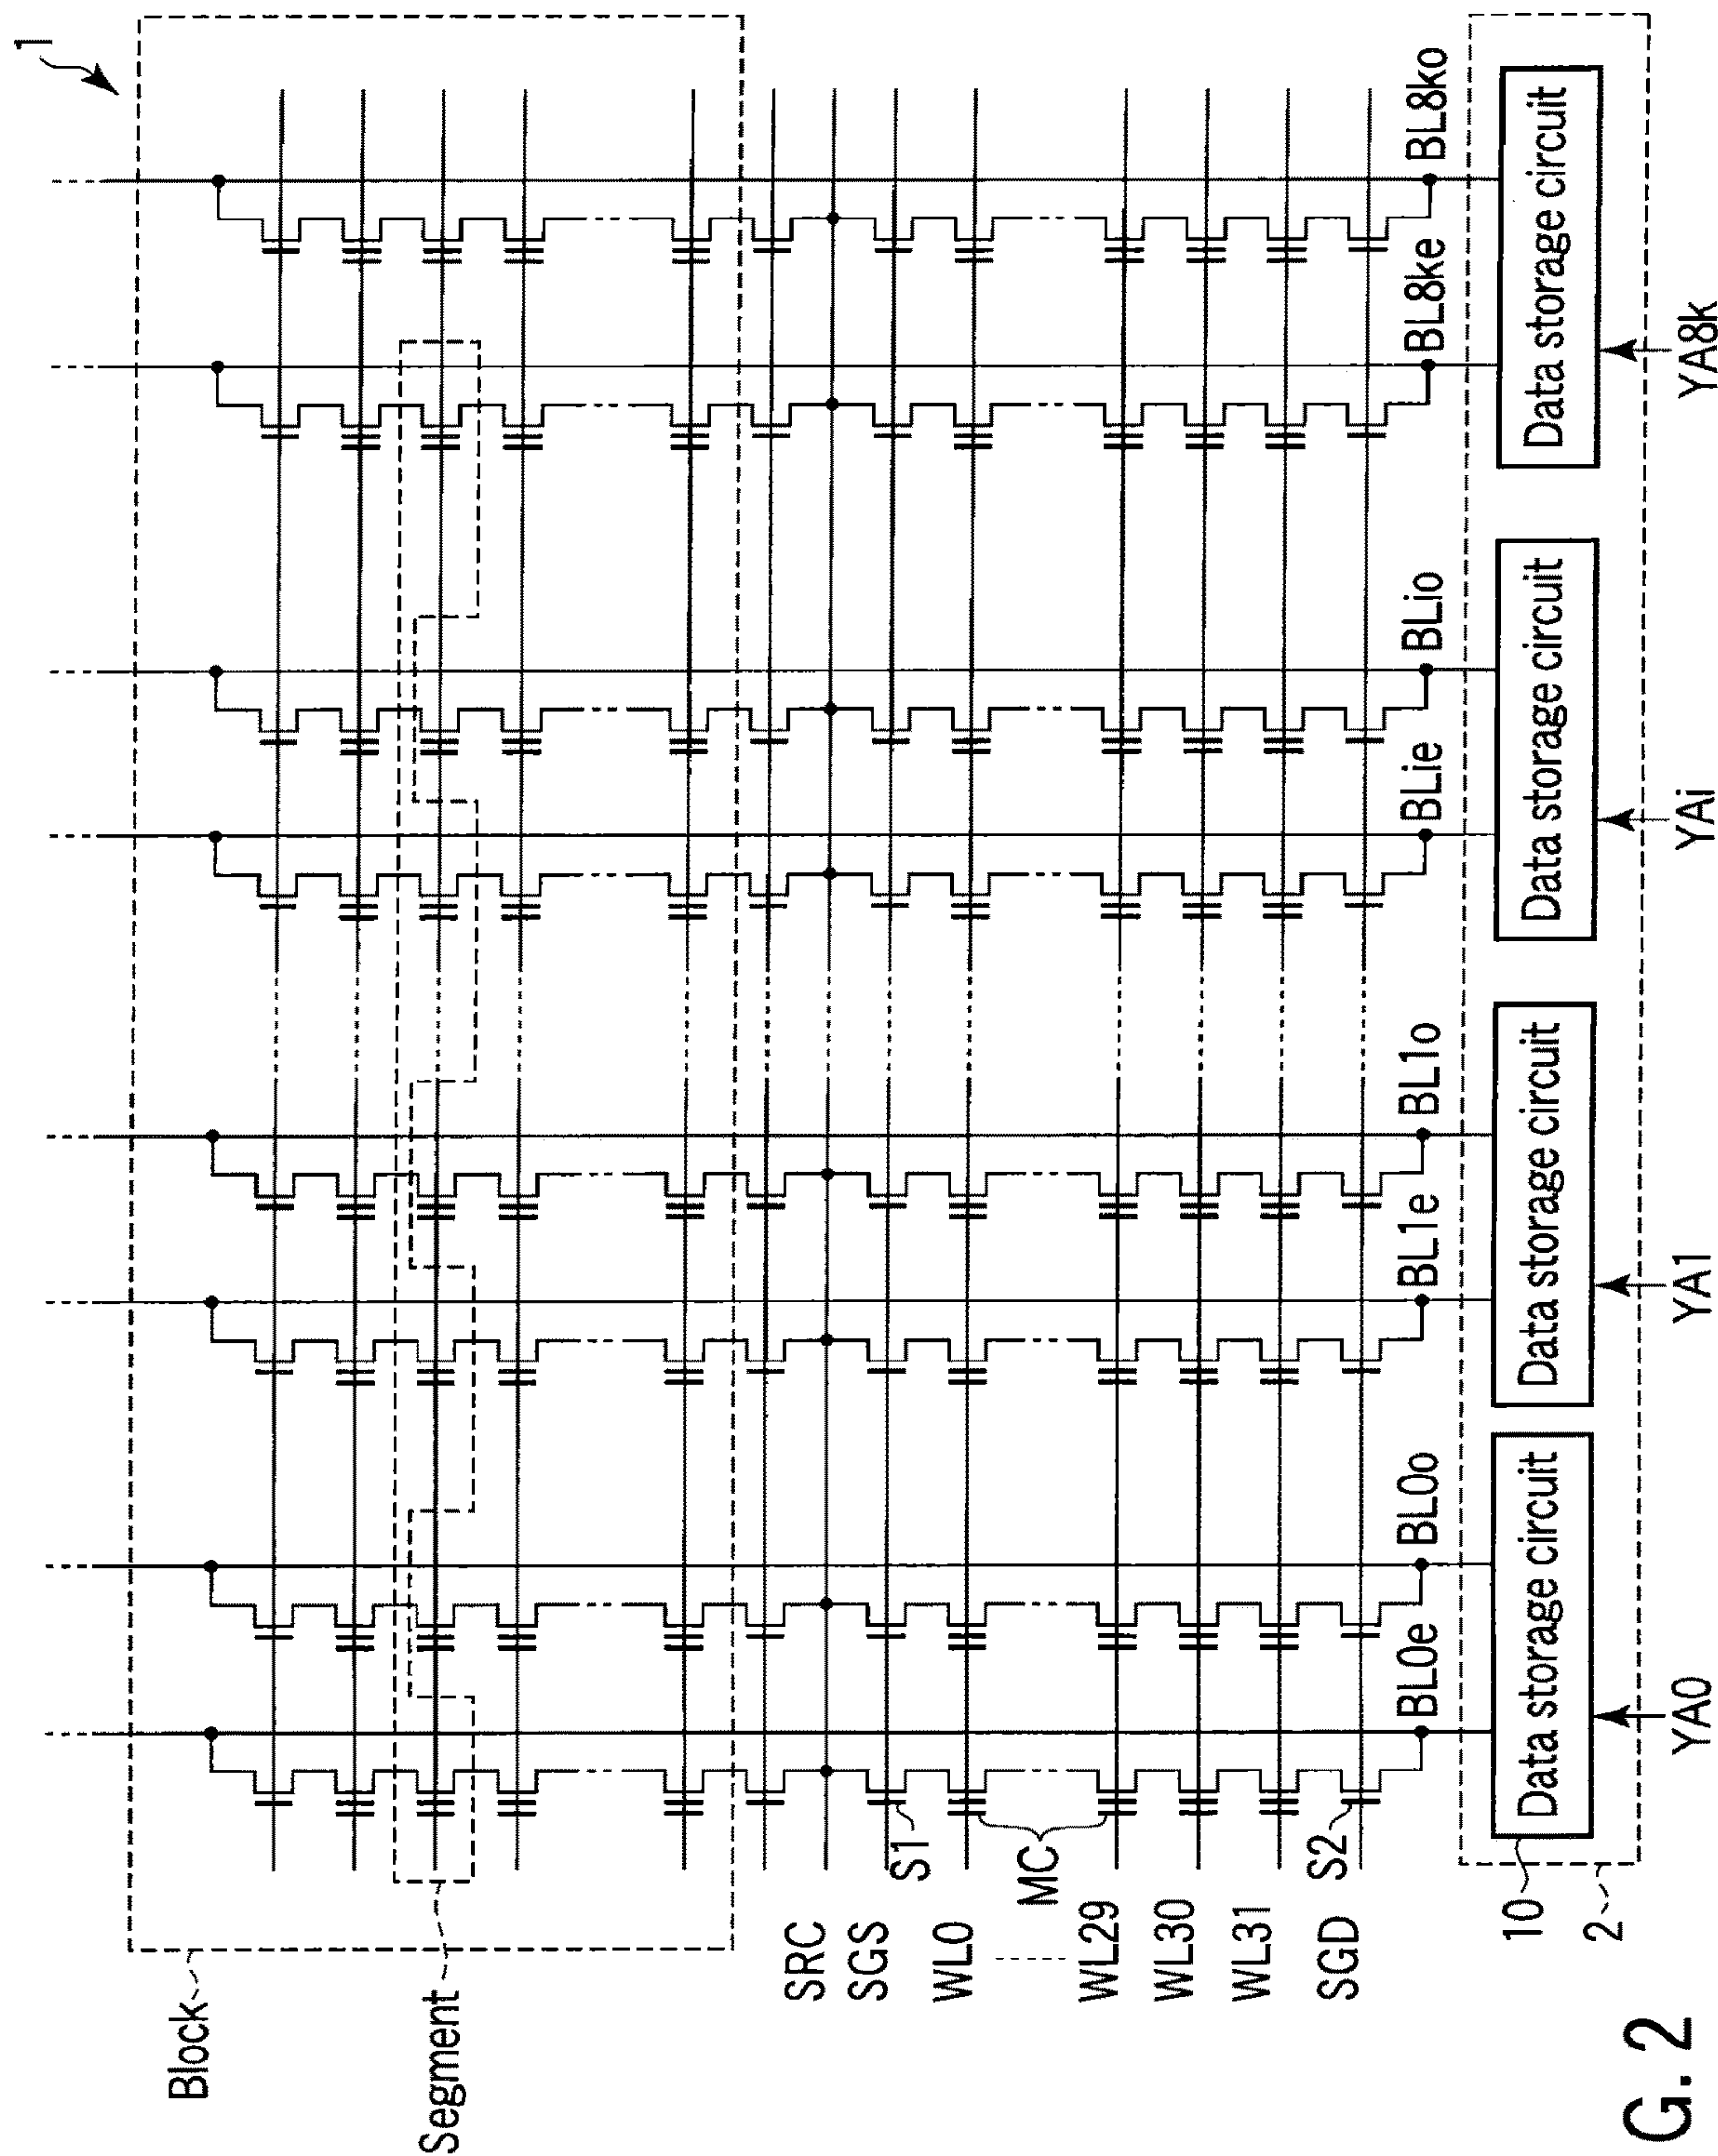 1
Block
Segment
SRC
SGS
WL0
WL29
WL30
WL31
SGD
S1
MC
S2
BL0e
BL0o
BL1e
BL1o
BLie
BLio
BL8ke
BL8ko
Data storage circuit
Data storage circuit
Data storage circuit
Data storage circuit
10
2
YA0
YA1
YAi
YA8k
G. 2